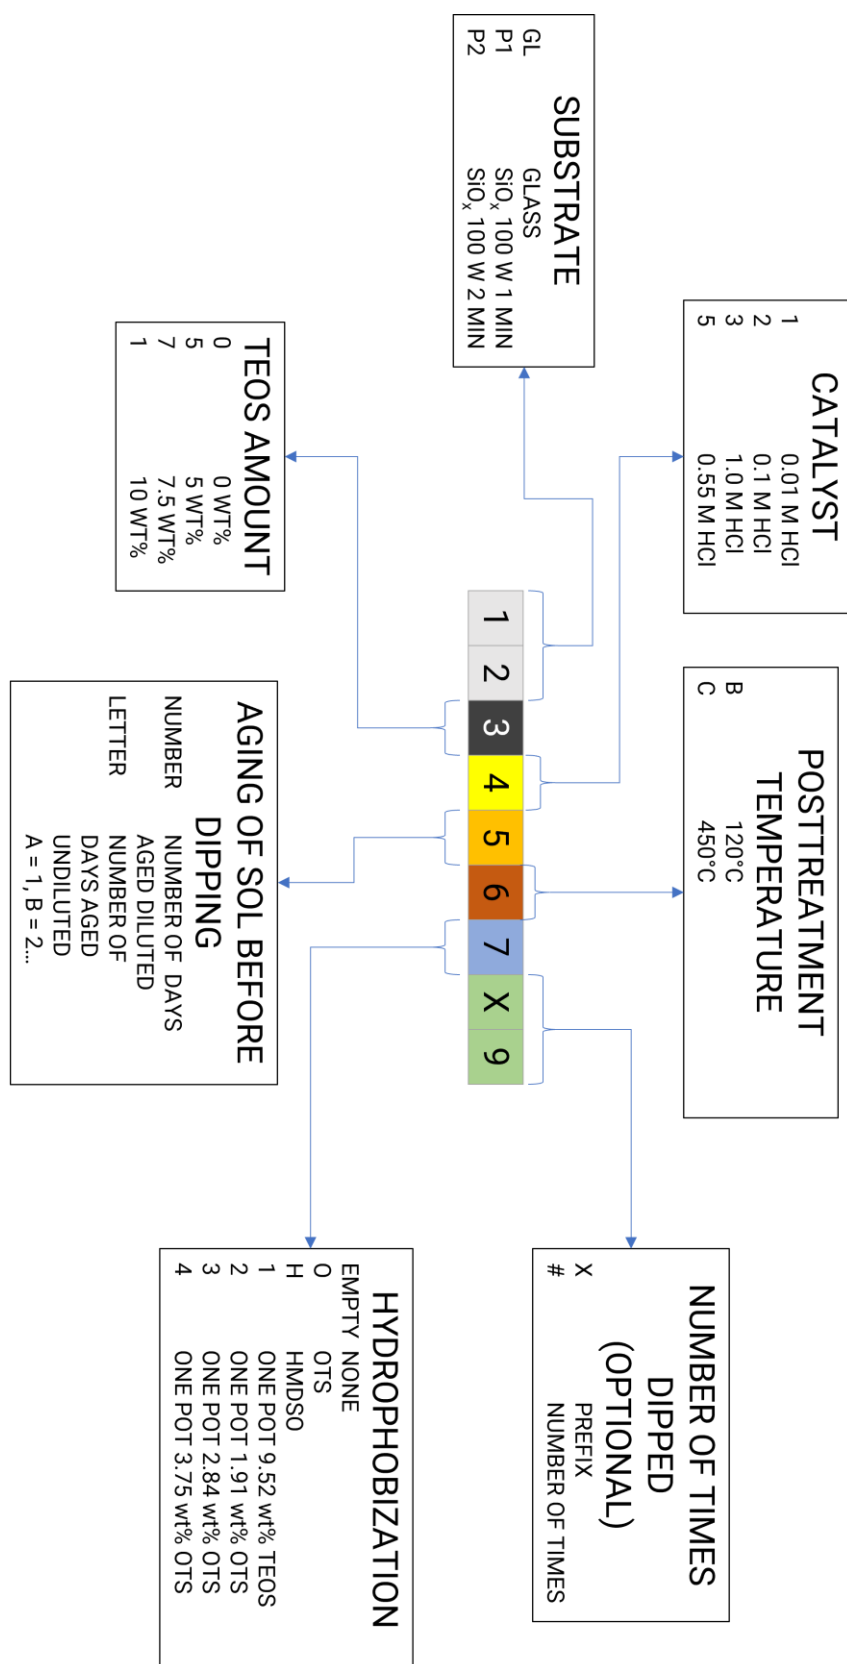 CATALYST
1 0.01 M HCl
2 0.1 M HCl
3 1.0 M HCl
5 0.55 M HCl
POSTTREATMENT
TEMPERATURE
B 120°C
C 450°C
NUMBER OF TIMES
DIPPED
(OPTIONAL)
X PREFIX
# NUMBER OF TIMES
SUBSTRATE
GL GLASS
P1 SiOₓ 100 W 1 MIN
P2 SiOₓ 100 W 2 MIN
1 2 3 4 5 6 7 X 9
TEOS AMOUNT
0 0 WT%
5 5 WT%
7 7.5 WT%
1 10 WT%
AGING OF SOL BEFORE
DIPPING
NUMBER NUMBER OF DAYS
AGED DILUTED
LETTER NUMBER OF
DAYS AGED
UNDILUTED
A = 1, B = 2...
HYDROPHOBIZATION
EMPTY NONE
O OTS
H HMDSO
1 ONE POT 9.52 wt% TEOS
2 ONE POT 1.91 wt% OTS
3 ONE POT 2.84 wt% OTS
4 ONE POT 3.75 wt% OTS